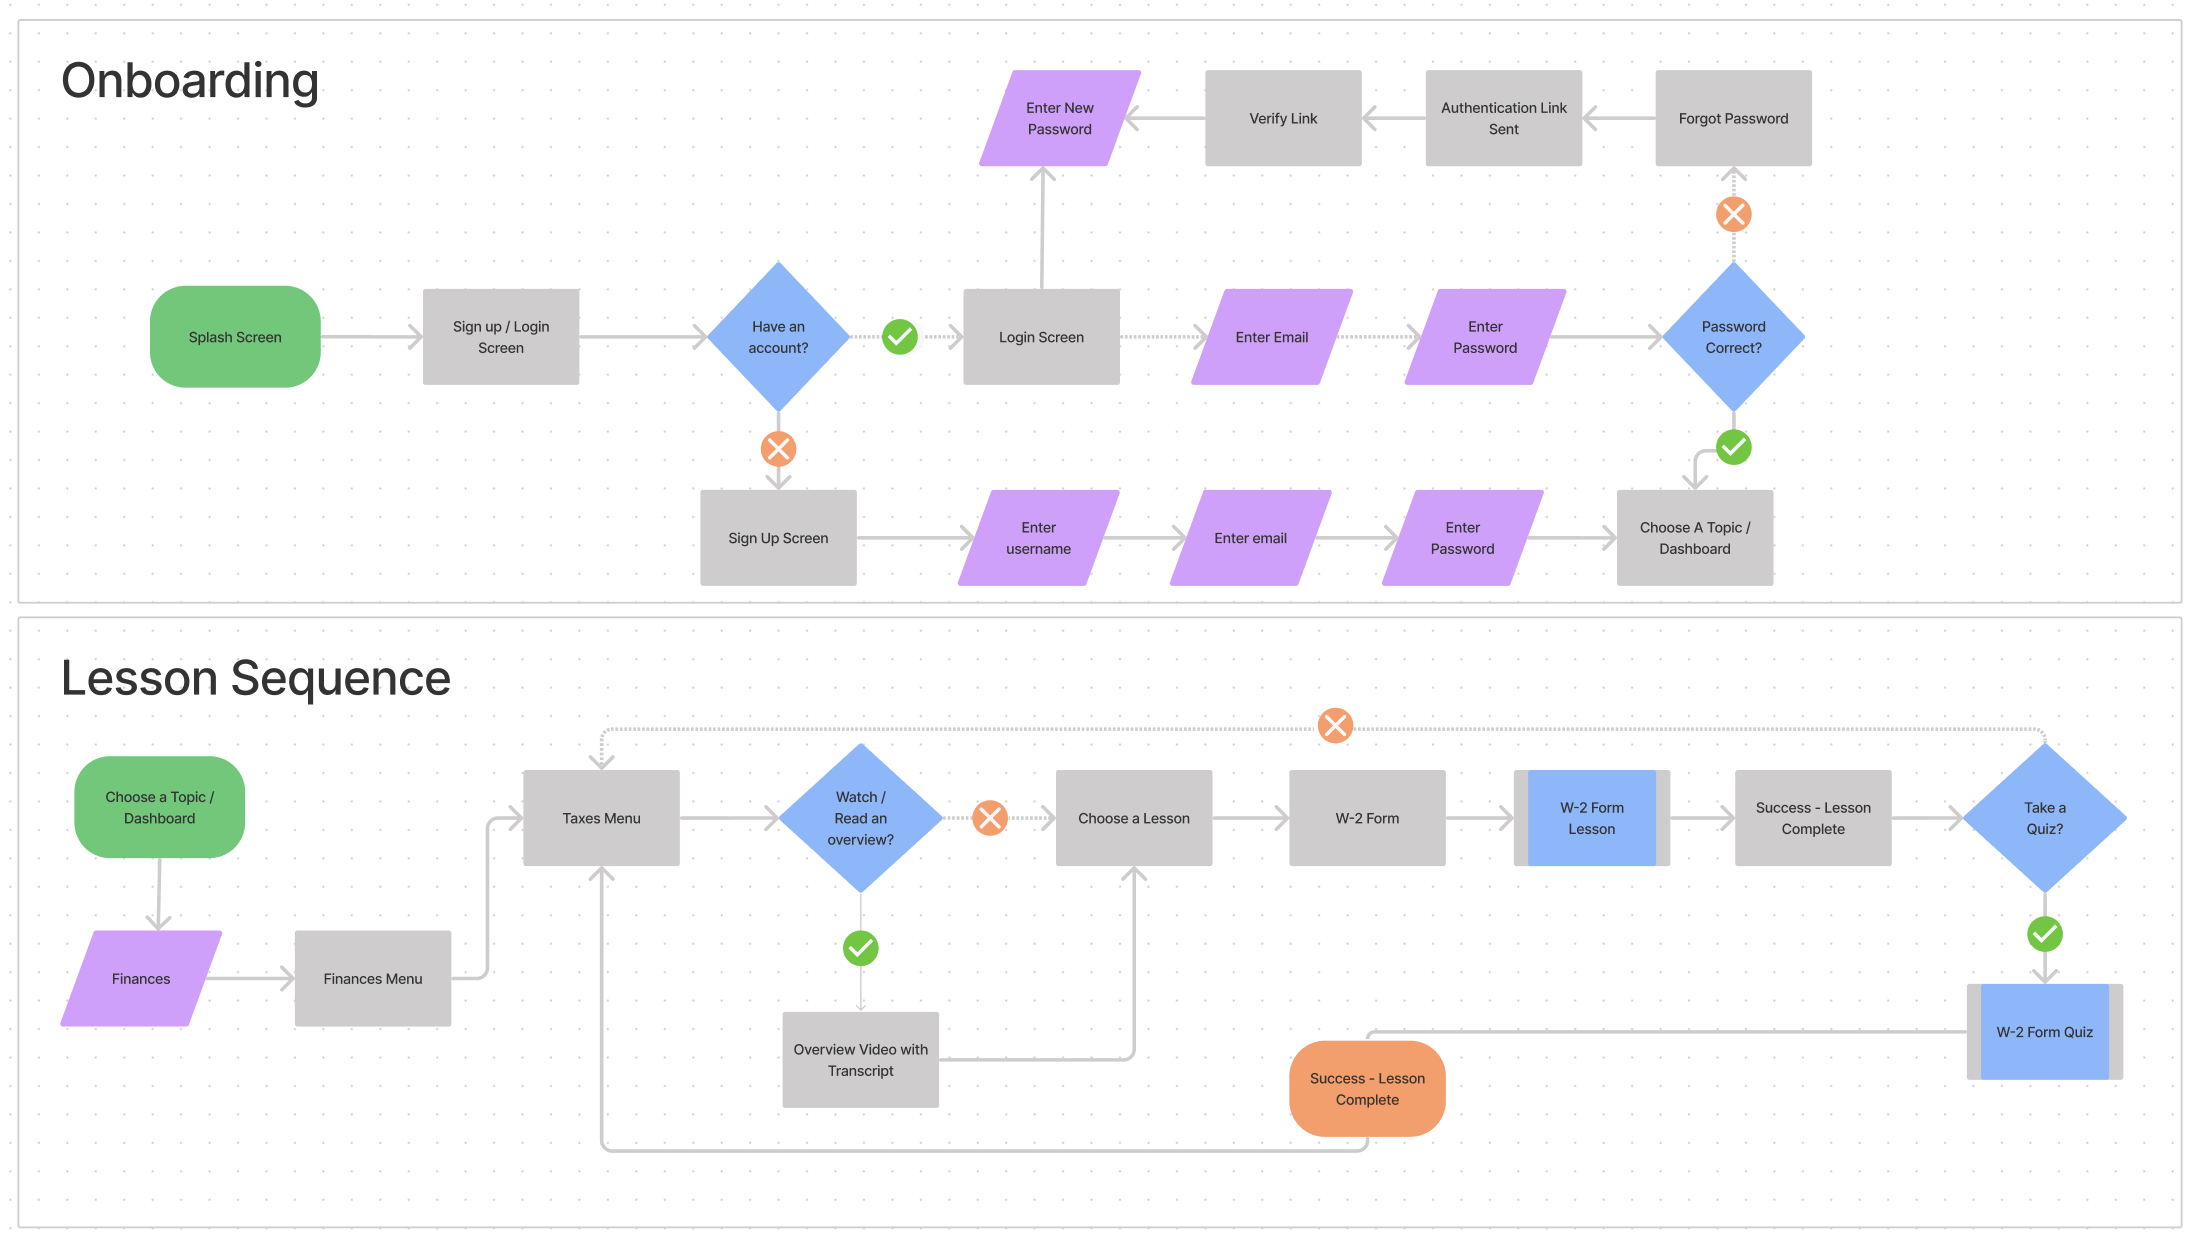 Onboarding
Enter New
Password
Verify Link
Authentication Link
Sent
Forgot Password
Splash Screen
Sign up / Login
Screen
Have an
account?
Login Screen
Enter Email
Enter
Password
Password
Correct?
Sign Up Screen
Enter
username
Enter email
Enter
Password
Choose A Topic /
Dashboard
Lesson Sequence
Choose a Topic /
Dashboard
Finances
Finances Menu
Taxes Menu
Watch /
Read an
overview?
Choose a Lesson
W-2 Form
W-2 Form
Lesson
Success - Lesson
Complete
Take a
Quiz?
Overview Video with
Transcript
Success - Lesson
Complete
W-2 Form Quiz